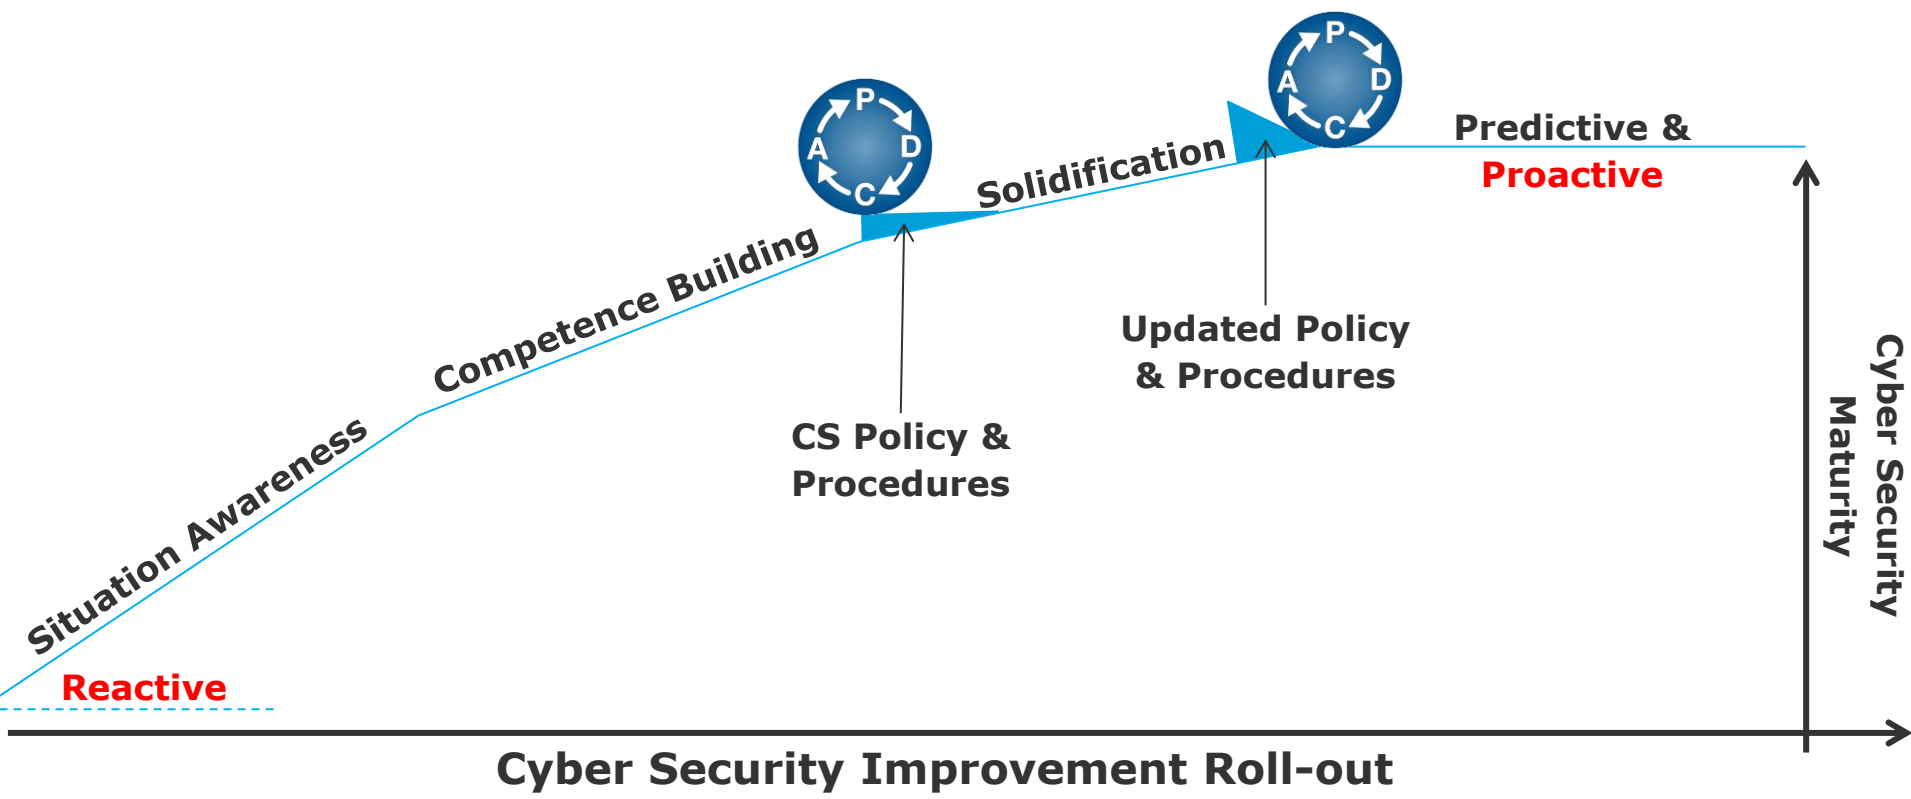 P
D
C
A
P
D
C
A
Predictive &
Proactive
Solidification
Competence Building
Situation Awareness
Updated Policy
& Procedures
CS Policy &
Procedures
Cyber Security
Maturity
Reactive
Cyber Security Improvement Roll-out